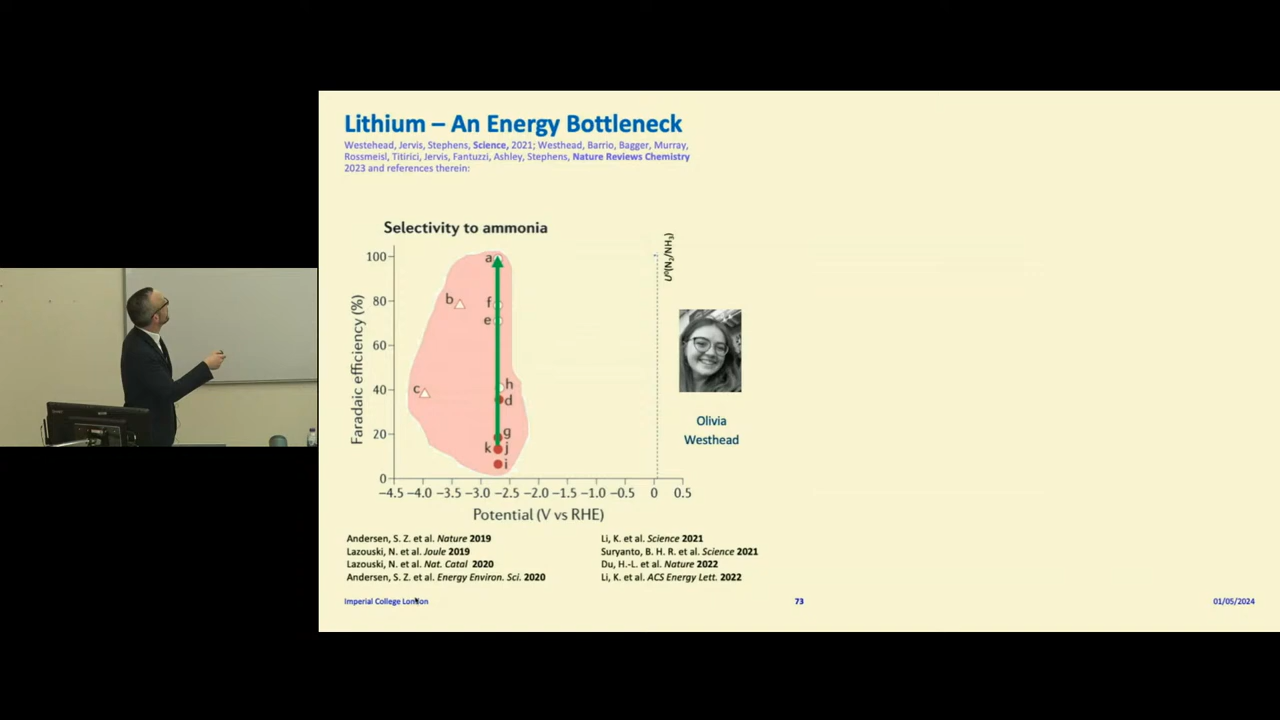 Lithium – An Energy Bottleneck
Westehead, Jervis, Stephens, Science, 2021; Westhead, Barrio, Bagger, Murray,
Rossmeisl, Titirici, Jervis, Fantuzzi, Ashley, Stephens, Nature Reviews Chemistry
2023 and references therein:
Selectivity to ammonia
U₀(N₂/NH₃)
Faradaic efficiency (%)
100
80
60
40
20
0
a
b
f
e
c
h
d
g
k
j
i
−4.5 −4.0 −3.5 −3.0 −2.5 −2.0 −1.5 −1.0 −0.5 0 0.5
Potential (V vs RHE)
Olivia
Westhead
Andersen, S. Z. et al. Nature 2019
Lazouski, N. et al. Joule 2019
Lazouski, N. et al. Nat. Catal 2020
Andersen, S. Z. et al. Energy Environ. Sci. 2020
Li, K. et al. Science 2021
Suryanto, B. H. R. et al. Science 2021
Du, H.-L. et al. Nature 2022
Li, K. et al. ACS Energy Lett. 2022
Imperial College London
73
01/05/2024